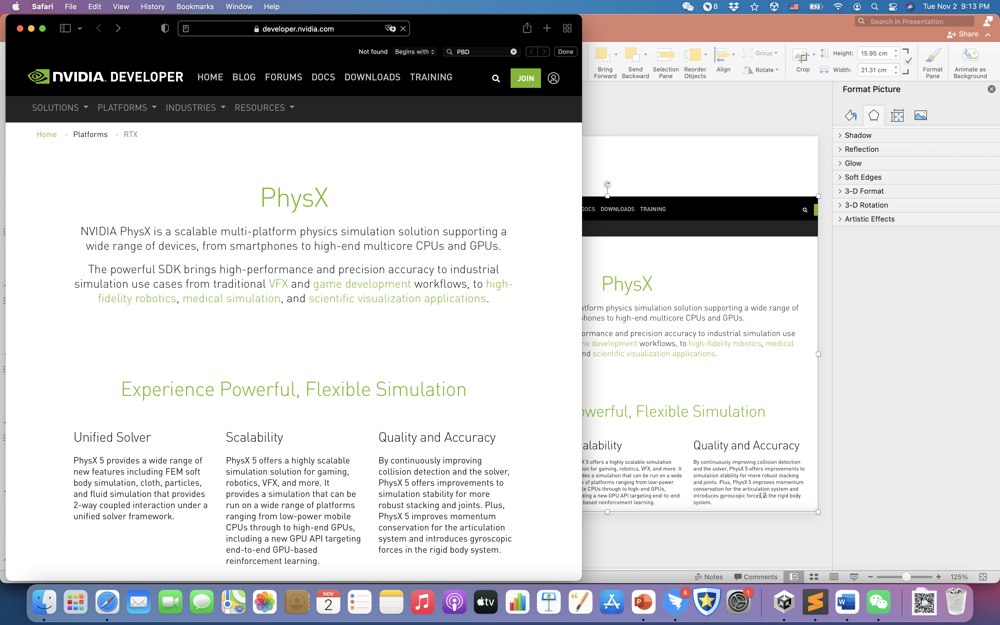 Safari File Edit View History Bookmarks Window Help
8 Tue Nov 2 9:13 PM
developer.nvidia.com
Not found Begins with PBD Done
NVIDIA. DEVELOPER HOME BLOG FORUMS DOCS DOWNLOADS TRAINING JOIN
SOLUTIONS PLATFORMS INDUSTRIES RESOURCES
Home > Platforms > RTX
PhysX
NVIDIA PhysX is a scalable multi-platform physics simulation solution supporting a
wide range of devices, from smartphones to high-end multicore CPUs and GPUs.
The powerful SDK brings high-performance and precision accuracy to industrial
simulation use cases from traditional VFX and game development workflows, to high-
fidelity robotics, medical simulation, and scientific visualization applications.
Experience Powerful, Flexible Simulation
Unified Solver
PhysX 5 provides a wide range of
new features including FEM soft
body simulation, cloth, particles,
and fluid simulation that provides
2-way coupled interaction under a
unified solver framework.
Scalability
PhysX 5 offers a highly scalable
simulation solution for gaming,
robotics, VFX, and more. It
provides a simulation that can be
run on a wide range of platforms
ranging from low-power mobile
CPUs through to high-end GPUs,
including a new GPU API targeting
end-to-end GPU-based
reinforcement learning.
Quality and Accuracy
By continuously improving
collision detection and the solver,
PhysX 5 offers improvements to
simulation stability for more
robust stacking and joints. Plus,
PhysX 5 improves momentum
conservation for the articulation
system and introduces gyroscopic
forces in the rigid body system.
Search in Presentation
Share
Bring Forward
Send Backward
Selection Pane
Reorder Objects
Align
Group
Rotate
Crop
Height: 15.95 cm
Width: 21.31 cm
Format Pane
Animate as Background
Format Picture
Shadow
Reflection
Glow
Soft Edges
3-D Format
3-D Rotation
Artistic Effects
DOCS DOWNLOADS TRAINING
PhysX
atform physics simulation solution supporting a wide range of
hones to high-end multicore CPUs and GPUs.
ormance and precision accuracy to industrial simulation use
ne development workflows, to high-fidelity robotics, medical
nd scientific visualization applications.
owerful, Flexible Simulation
alability
X 5 offers a highly scalable simulation
ion for gaming, robotics, VFX, and more. It
des a simulation that can be run on a wide
e of platforms ranging from low-power
le CPUs through to high-end GPUs,
ding a new GPU API targeting end-to-end
-based reinforcement learning.
Quality and Accuracy
By continuously improving collision detection
and the solver, PhysX 5 offers improvements to
simulation stability for more robust stacking
and joints. Plus, PhysX 5 improves momentum
conservation for the articulation system and
introduces gyroscopic forces in the rigid body
system.
12
Notes Comments 125%
NOV
2
280
tv
P
8
1
W